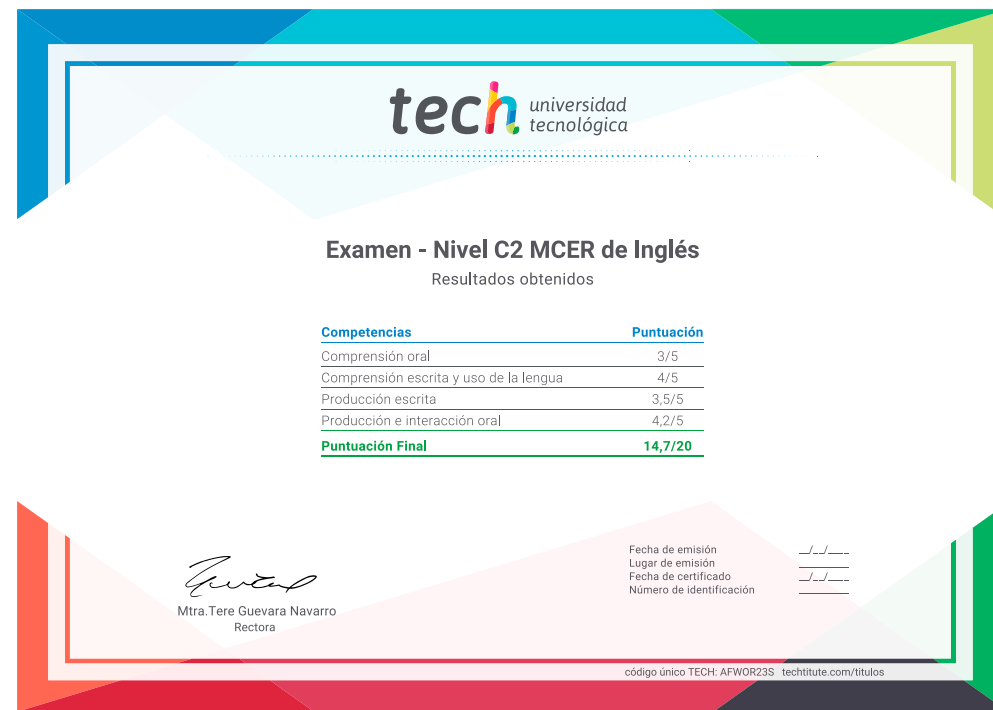 tech universidad
tecnológica
Examen - Nivel C2 MCER de Inglés
Resultados obtenidos
Competencias Puntuación
Comprensión oral 3/5
Comprensión escrita y uso de la lengua 4/5
Producción escrita 3,5/5
Producción e interacción oral 4,2/5
Puntuación Final 14,7/20
Fecha de emisión __/__/____
Lugar de emisión ________
Fecha de certificado __/__/____
Número de identificación ________
Mtra.Tere Guevara Navarro
Rectora
código único TECH: AFWOR23S techtitute.com/titulos